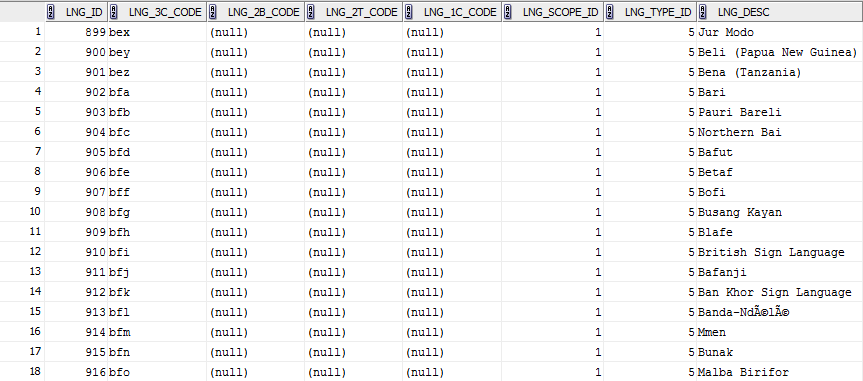 LNG_ID LNG_3C_CODE LNG_2B_CODE LNG_2T_CODE LNG_1C_CODE LNG_SCOPE_ID LNG_TYPE_ID LNG_DESC
1 899 bex (null) (null) (null) 1 5 Jur Modo
2 900 bey (null) (null) (null) 1 5 Beli (Papua New Guinea)
3 901 bez (null) (null) (null) 1 5 Bena (Tanzania)
4 902 bfa (null) (null) (null) 1 5 Bari
5 903 bfb (null) (null) (null) 1 5 Pauri Bareli
6 904 bfc (null) (null) (null) 1 5 Northern Bai
7 905 bfd (null) (null) (null) 1 5 Bafut
8 906 bfe (null) (null) (null) 1 5 Betaf
9 907 bff (null) (null) (null) 1 5 Bofi
10 908 bfg (null) (null) (null) 1 5 Busang Kayan
11 909 bfh (null) (null) (null) 1 5 Blafe
12 910 bfi (null) (null) (null) 1 5 British Sign Language
13 911 bfj (null) (null) (null) 1 5 Bafanji
14 912 bfk (null) (null) (null) 1 5 Ban Khor Sign Language
15 913 bfl (null) (null) (null) 1 5 Banda-NdÃ©lÃ©
16 914 bfm (null) (null) (null) 1 5 Mmen
17 915 bfn (null) (null) (null) 1 5 Bunak
18 916 bfo (null) (null) (null) 1 5 Malba Birifor